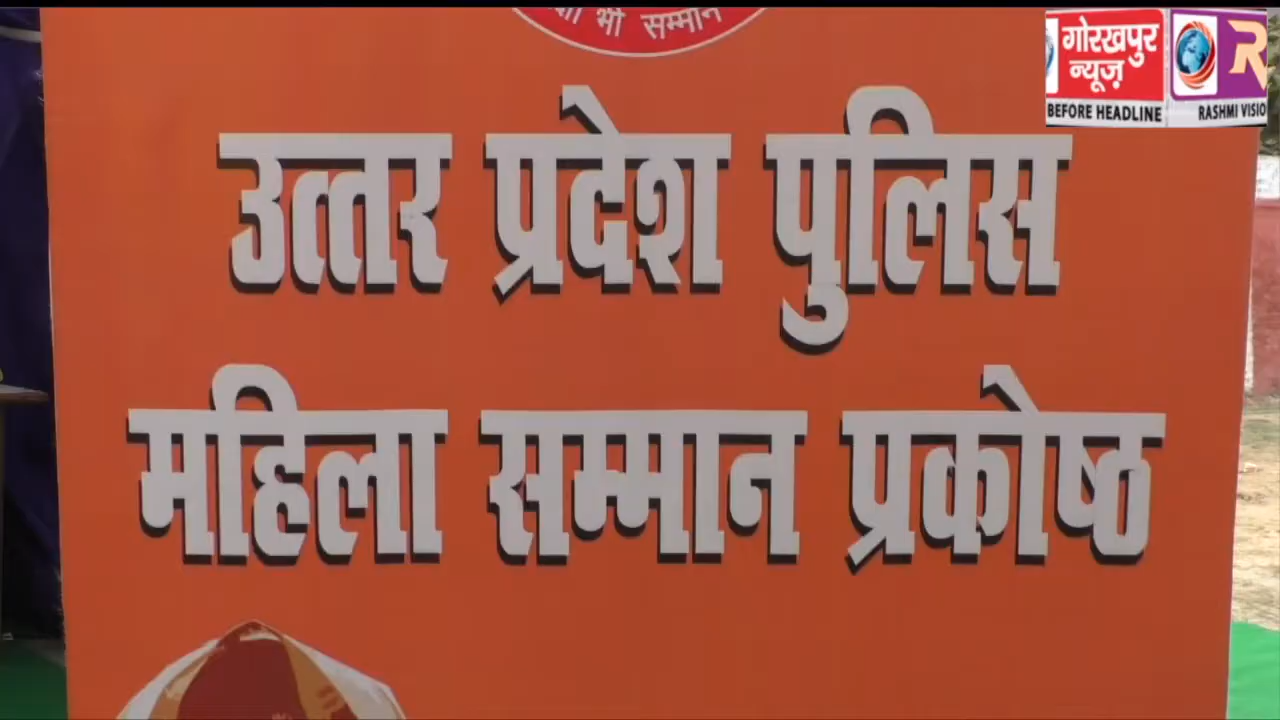 भी सम्मान
गोरखपुर
न्यूज़
BEFORE HEADLINE
R
RASHMI VISIO
उत्तर प्रदेश पुलिस
महिला सम्मान प्रकोष्ठ